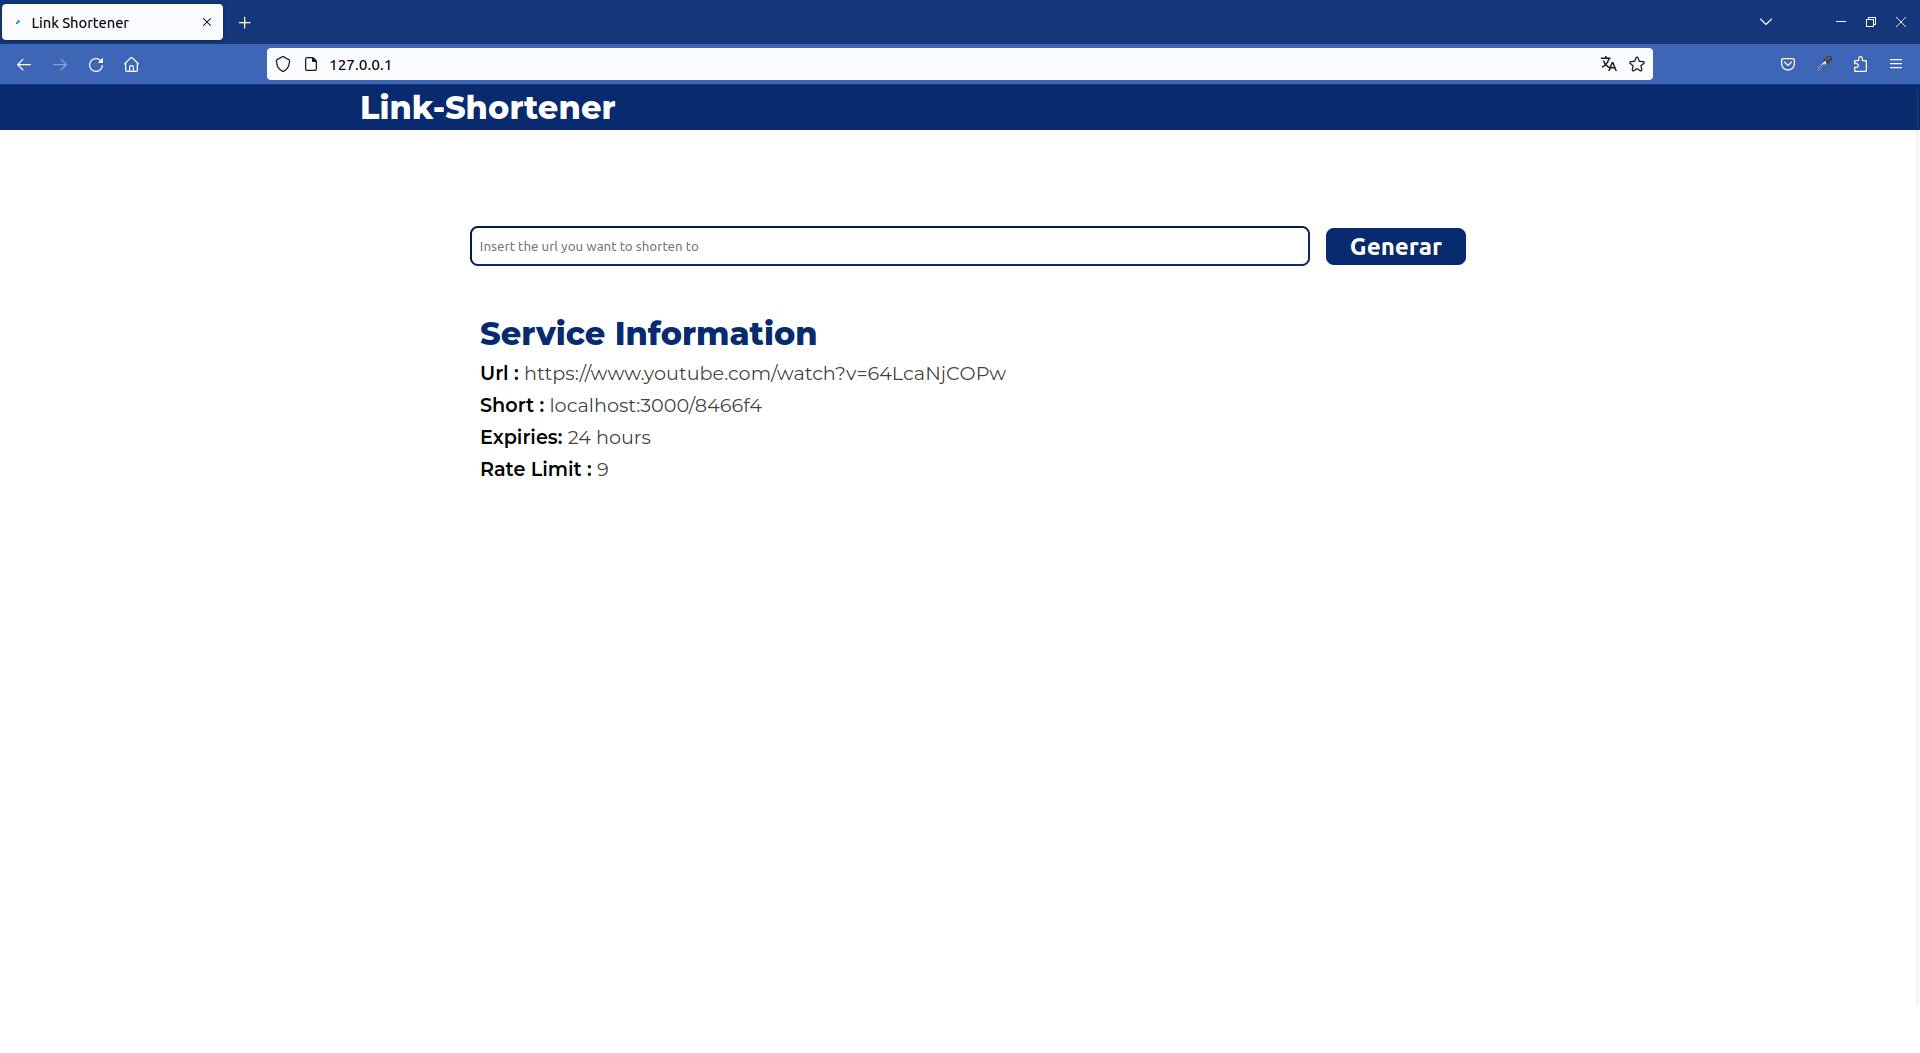 Link Shortener
127.0.0.1
Link-Shortener
Insert the url you want to shorten to
Generar
Service Information
Url : https://www.youtube.com/watch?v=64LcaNjCOPw
Short : localhost:3000/8466f4
Expiries: 24 hours
Rate Limit : 9